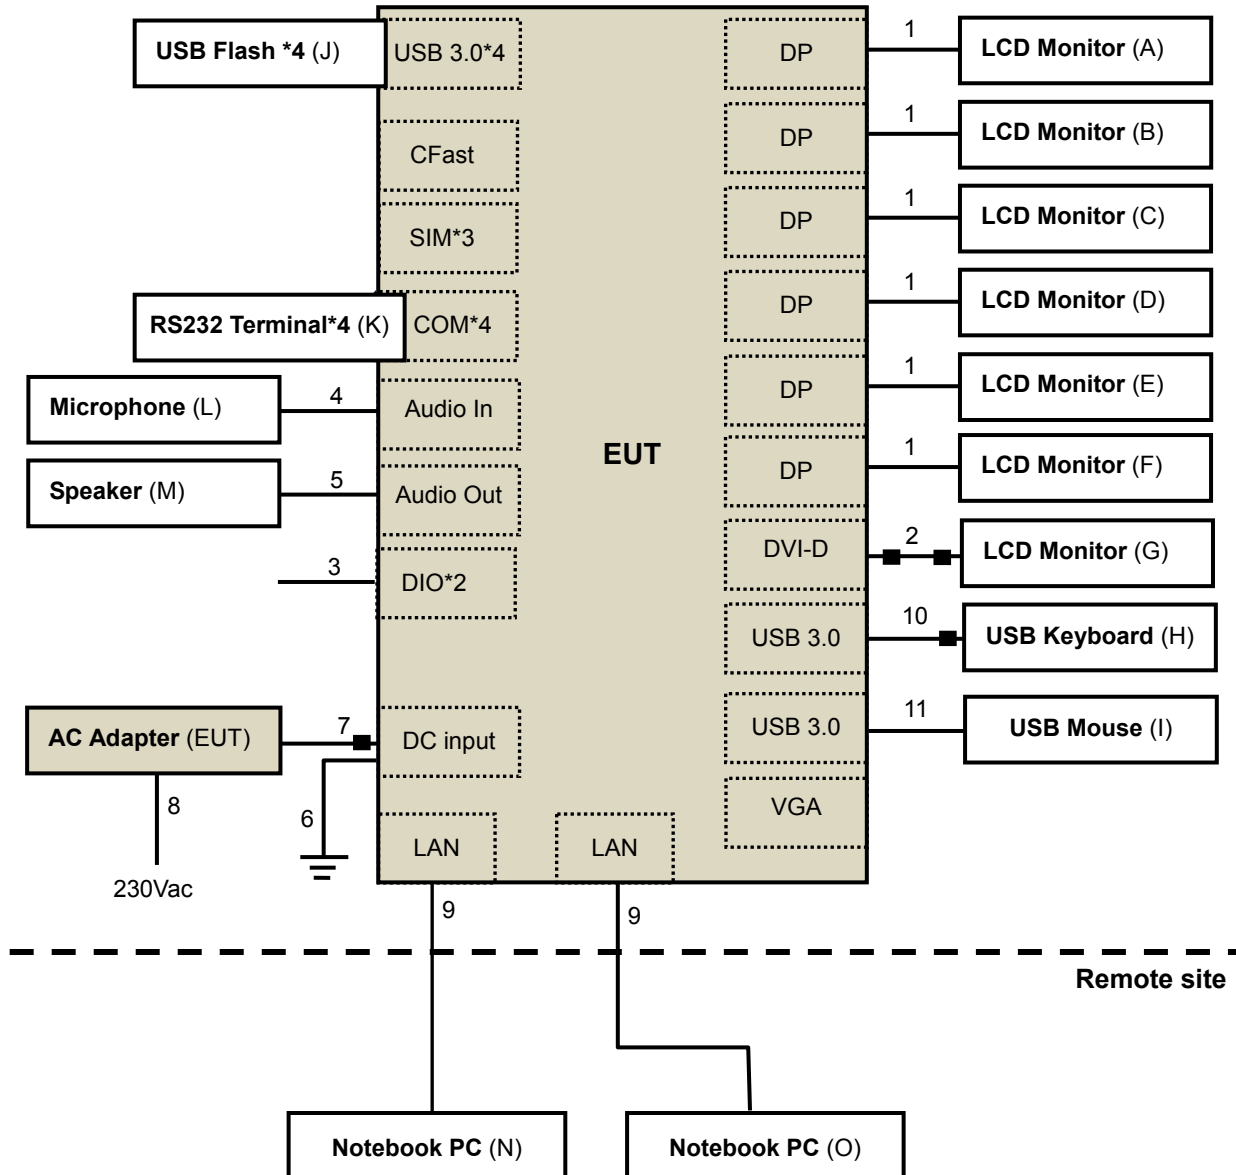 USB Flash *4 (J)
USB 3.0*4
DP
1
LCD Monitor (A)
CFast
DP
1
LCD Monitor (B)
SIM*3
DP
1
LCD Monitor (C)
RS232 Terminal*4 (K)
COM*4
DP
1
LCD Monitor (D)
Microphone (L)
4
Audio In
DP
1
LCD Monitor (E)
EUT
Speaker (M)
5
Audio Out
DP
1
LCD Monitor (F)
3
DIO*2
DVI-D
2
LCD Monitor (G)
USB 3.0
10
USB Keyboard (H)
AC Adapter (EUT)
7
DC input
USB 3.0
11
USB Mouse (I)
8
6
VGA
230Vac
LAN
LAN
9
9
Remote site
Notebook PC (N)
Notebook PC (O)